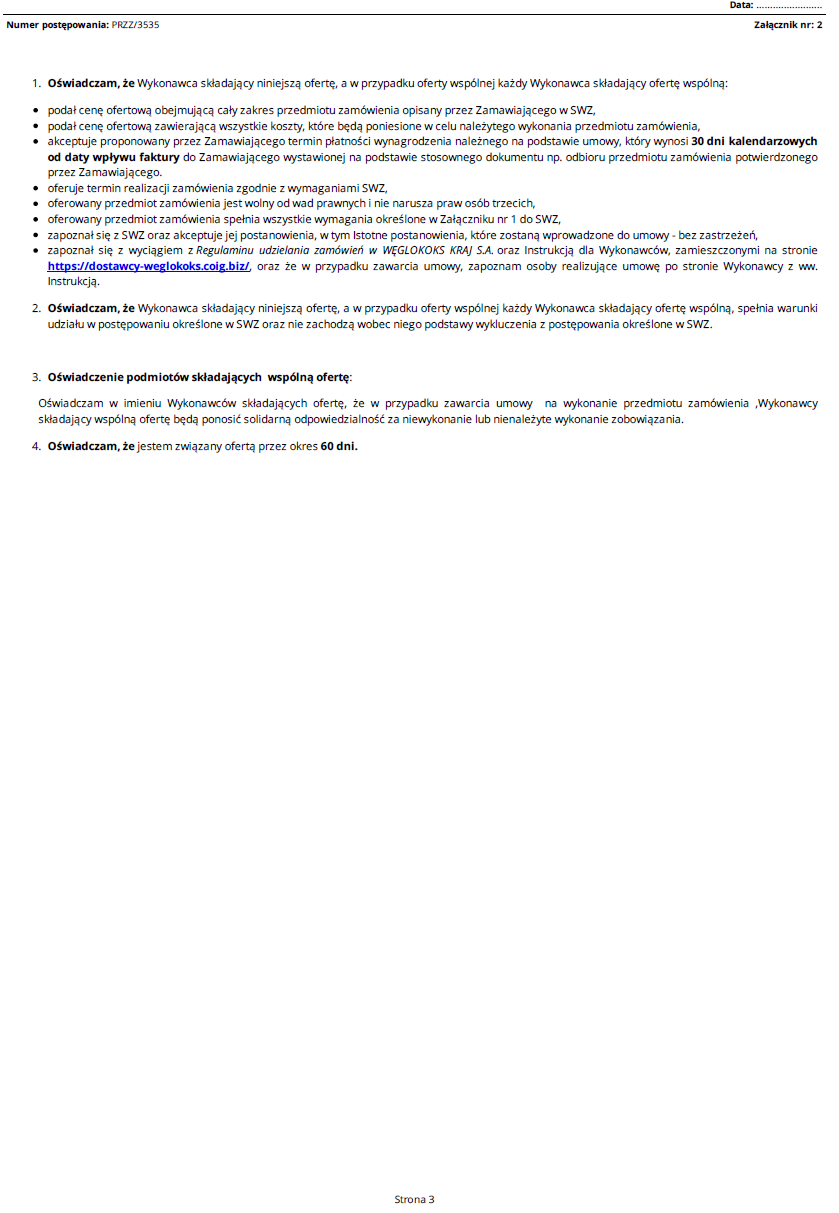 Data: ........................
Numer postępowania: PRZZ/3535 Załącznik nr: 2
1. Oświadczam, że Wykonawca składający niniejszą ofertę, a w przypadku oferty wspólnej każdy Wykonawca składający ofertę wspólną:
• podał cenę ofertową obejmującą cały zakres przedmiotu zamówienia opisany przez Zamawiającego w SWZ,
• podał cenę ofertową zawierającą wszystkie koszty, które będą poniesione w celu należytego wykonania przedmiotu zamówienia,
• akceptuje proponowany przez Zamawiającego termin płatności wynagrodzenia należnego na podstawie umowy, który wynosi 30 dni kalendarzowych
od daty wpływu faktury do Zamawiającego wystawionej na podstawie stosownego dokumentu np. odbioru przedmiotu zamówienia potwierdzonego
przez Zamawiającego.
• oferuje termin realizacji zamówienia zgodnie z wymaganiami SWZ,
• oferowany przedmiot zamówienia jest wolny od wad prawnych i nie narusza praw osób trzecich,
• oferowany przedmiot zamówienia spełnia wszystkie wymagania określone w Załączniku nr 1 do SWZ,
• zapoznał się z SWZ oraz akceptuje jej postanowienia, w tym Istotne postanowienia, które zostaną wprowadzone do umowy - bez zastrzeżeń,
• zapoznał się z wyciągiem z Regulaminu udzielania zamówień w WĘGLOKOKS KRAJ S.A. oraz Instrukcją dla Wykonawców, zamieszczonymi na stronie
https://dostawcy-weglokoks.coig.biz/, oraz że w przypadku zawarcia umowy, zapoznam osoby realizujące umowę po stronie Wykonawcy z ww.
Instrukcją.
2. Oświadczam, że Wykonawca składający niniejszą ofertę, a w przypadku oferty wspólnej każdy Wykonawca składający ofertę wspólną, spełnia warunki
udziału w postępowaniu określone w SWZ oraz nie zachodzą wobec niego podstawy wykluczenia z postępowania określone w SWZ.
3. Oświadczenie podmiotów składających wspólną ofertę:
Oświadczam w imieniu Wykonawców składających ofertę, że w przypadku zawarcia umowy na wykonanie przedmiotu zamówienia ,Wykonawcy
składający wspólną ofertę będą ponosić solidarną odpowiedzialność za niewykonanie lub nienależyte wykonanie zobowiązania.
4. Oświadczam, że jestem związany ofertą przez okres 60 dni.
Strona 3